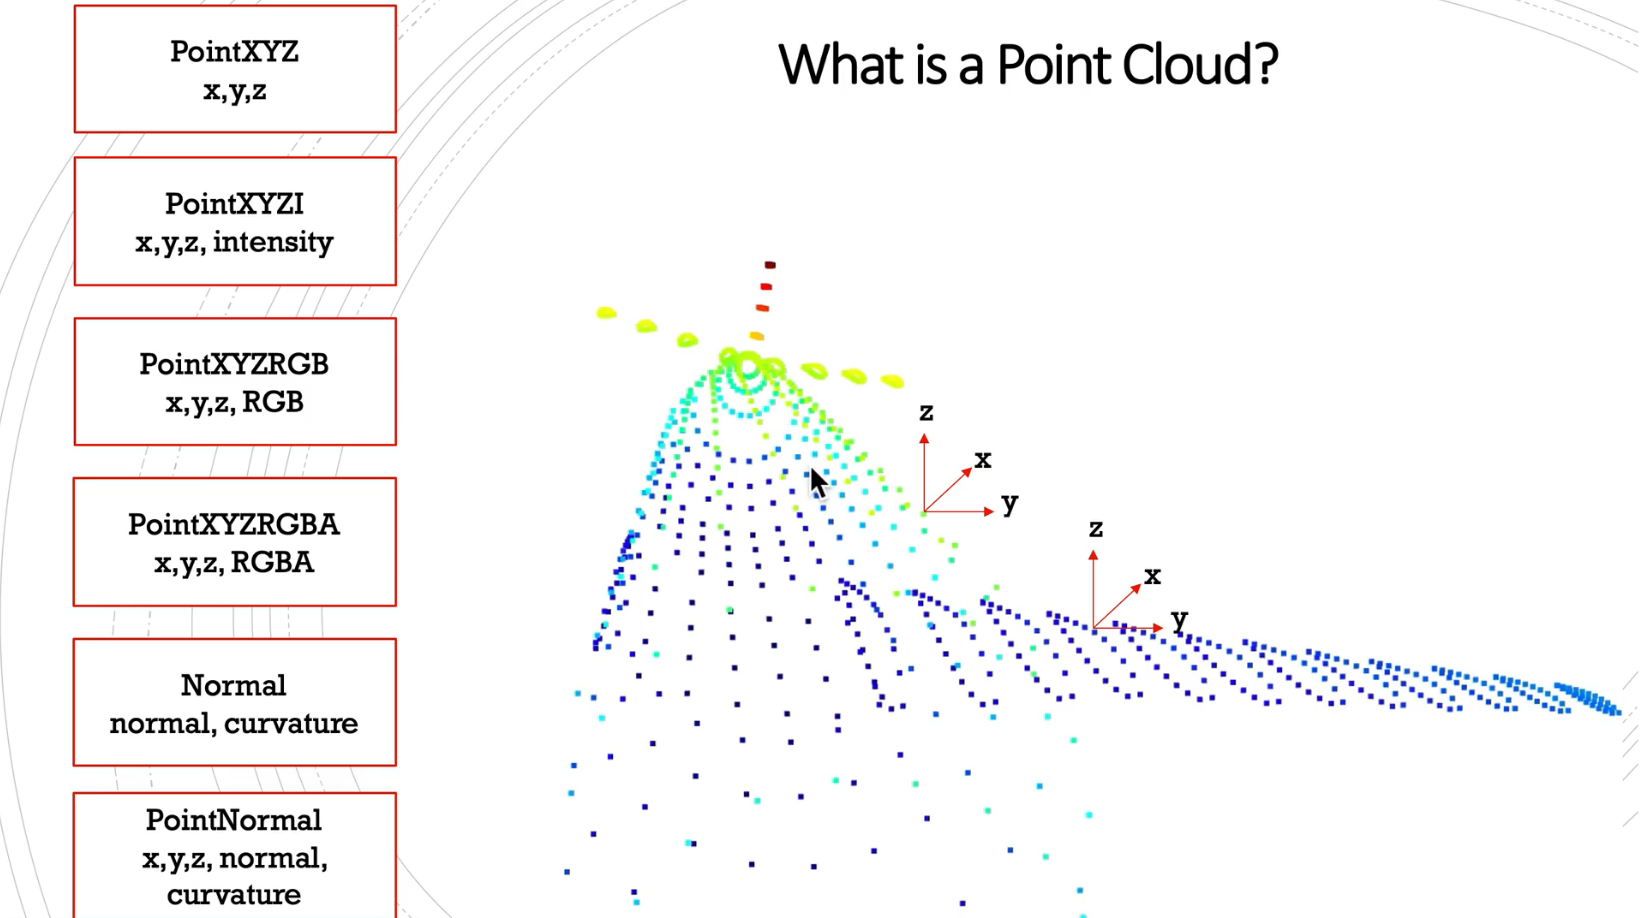 What is a Point Cloud?
PointXYZ
x,y,z
PointXYZI
x,y,z, intensity
PointXYZRGB
x,y,z, RGB
PointXYZRGBA
x,y,z, RGBA
Normal
normal, curvature
PointNormal
x,y,z, normal,
curvature
z
x
y
z
x
y